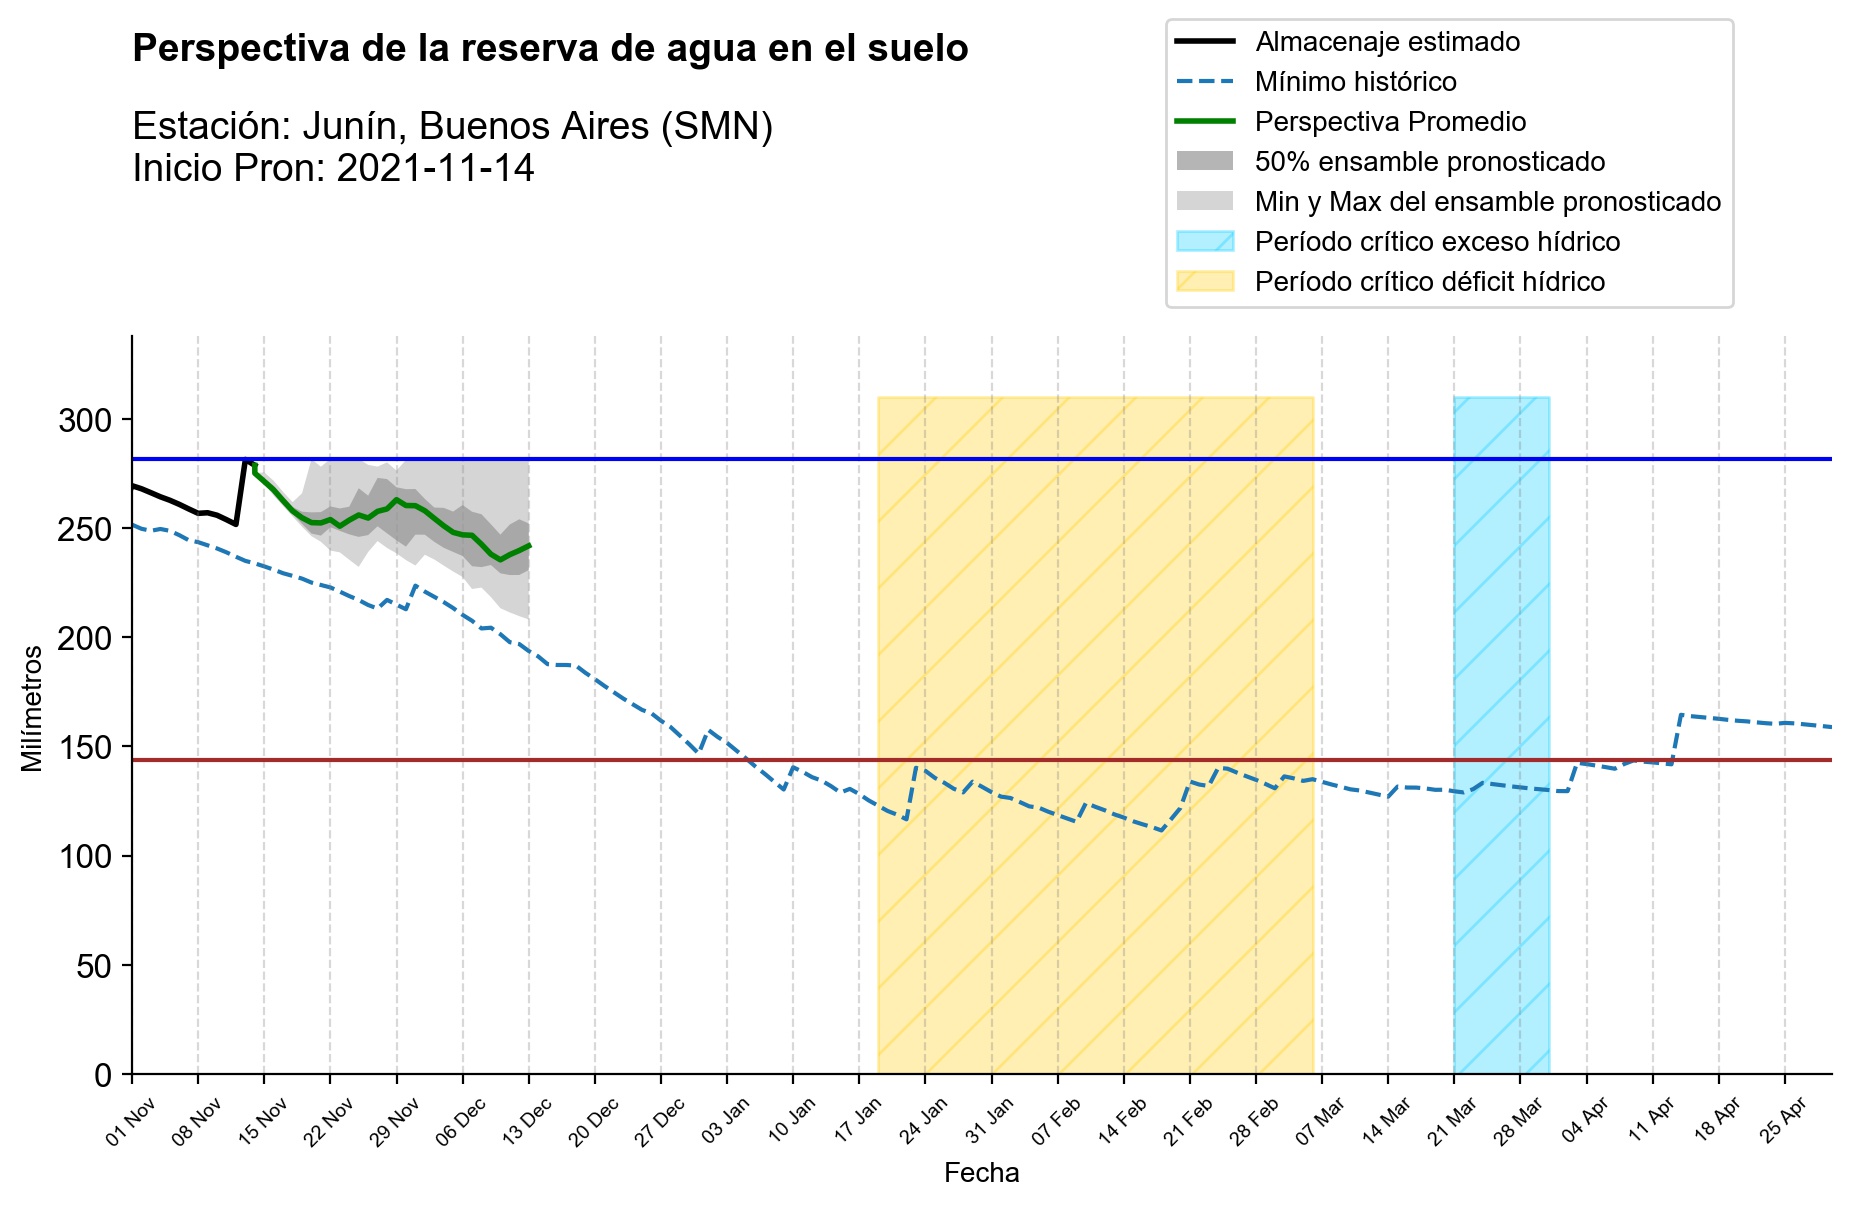 Perspectiva de la reserva de agua en el suelo
Estación: Junín, Buenos Aires (SMN)
Inicio Pron: 2021-11-14
Almacenaje estimado
Mínimo histórico
Perspectiva Promedio
50% ensamble pronosticado
Min y Max del ensamble pronosticado
Período crítico exceso hídrico
Período crítico déficit hídrico
Milímetros
300
250
200
150
100
50
0
01 Nov
08 Nov
15 Nov
22 Nov
29 Nov
06 Dec
13 Dec
20 Dec
27 Dec
03 Jan
10 Jan
17 Jan
24 Jan
31 Jan
07 Feb
14 Feb
21 Feb
28 Feb
07 Mar
14 Mar
21 Mar
28 Mar
04 Apr
11 Apr
18 Apr
25 Apr
Fecha